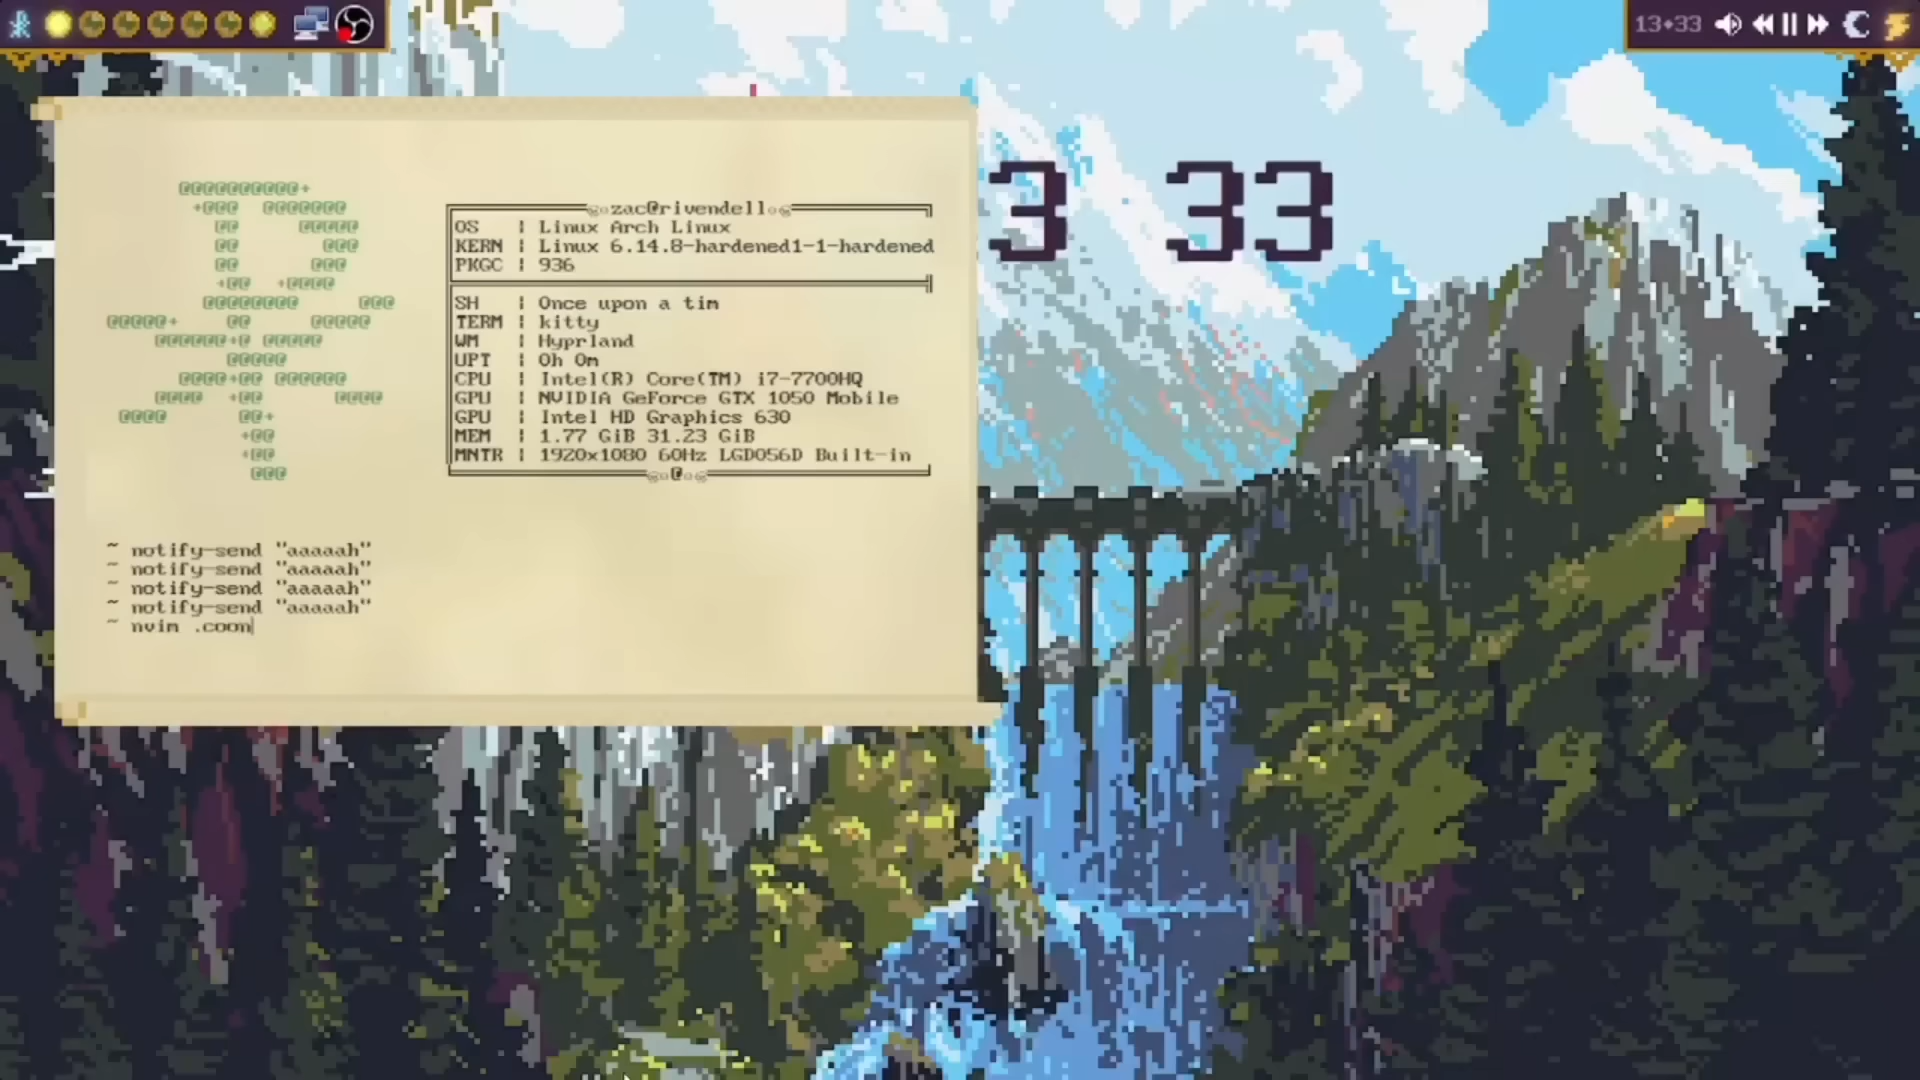 13•33
3 33
zac@rivendell
OS | Linux Arch Linux
KERN | Linux 6.14.8-hardened1-1-hardened
PKGC | 936
SH | Once upon a tim
TERM | kitty
WM | Hyprland
UPT | 0h 0m
CPU | Intel(R) Core(TM) i7-7700HQ
GPU | NVIDIA GeForce GTX 1050 Mobile
GPU | Intel HD Graphics 630
MEM | 1.77 GiB 31.23 GiB
MNTR | 1920x1080 60Hz LGD056D Built-in
~ notify-send "aaaaah"
~ notify-send "aaaaah"
~ notify-send "aaaaah"
~ notify-send "aaaaah"
~ nvim .coon